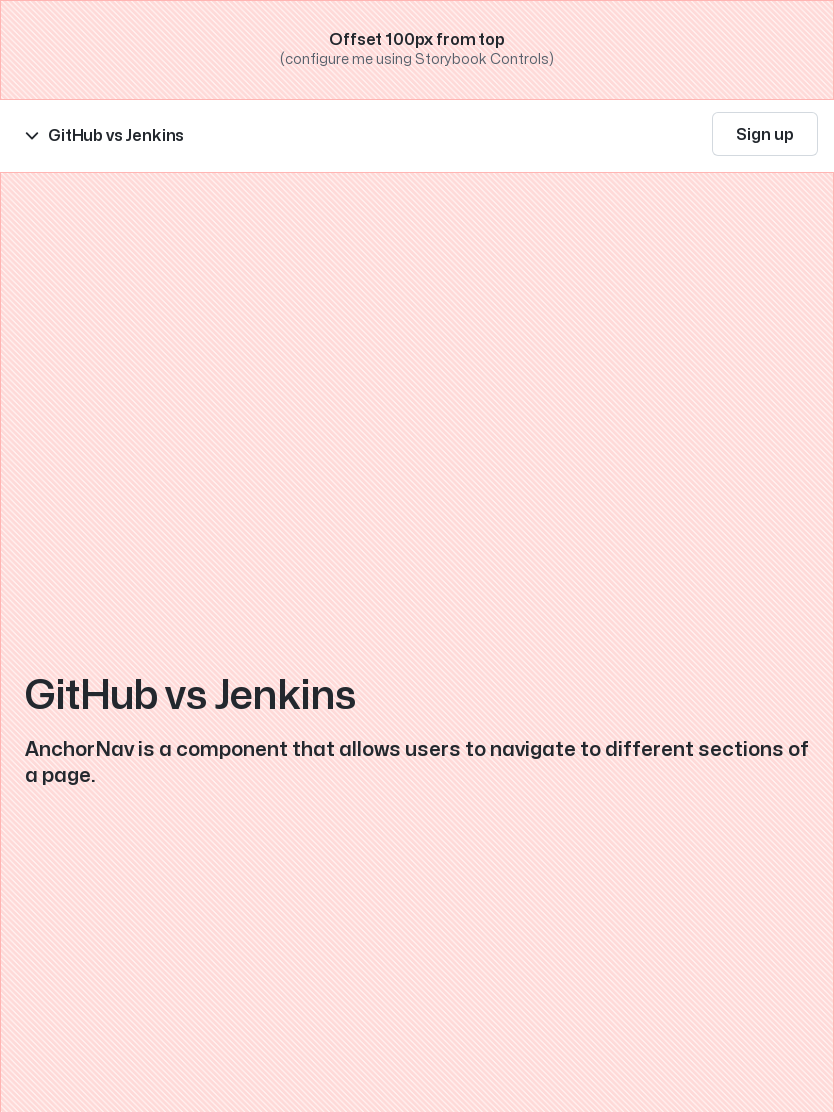 Offset 100px from top
(configure me using Storybook Controls)
GitHub vs Jenkins
Sign up
GitHub vs Jenkins
AnchorNav is a component that allows users to navigate to different sections of
a page.